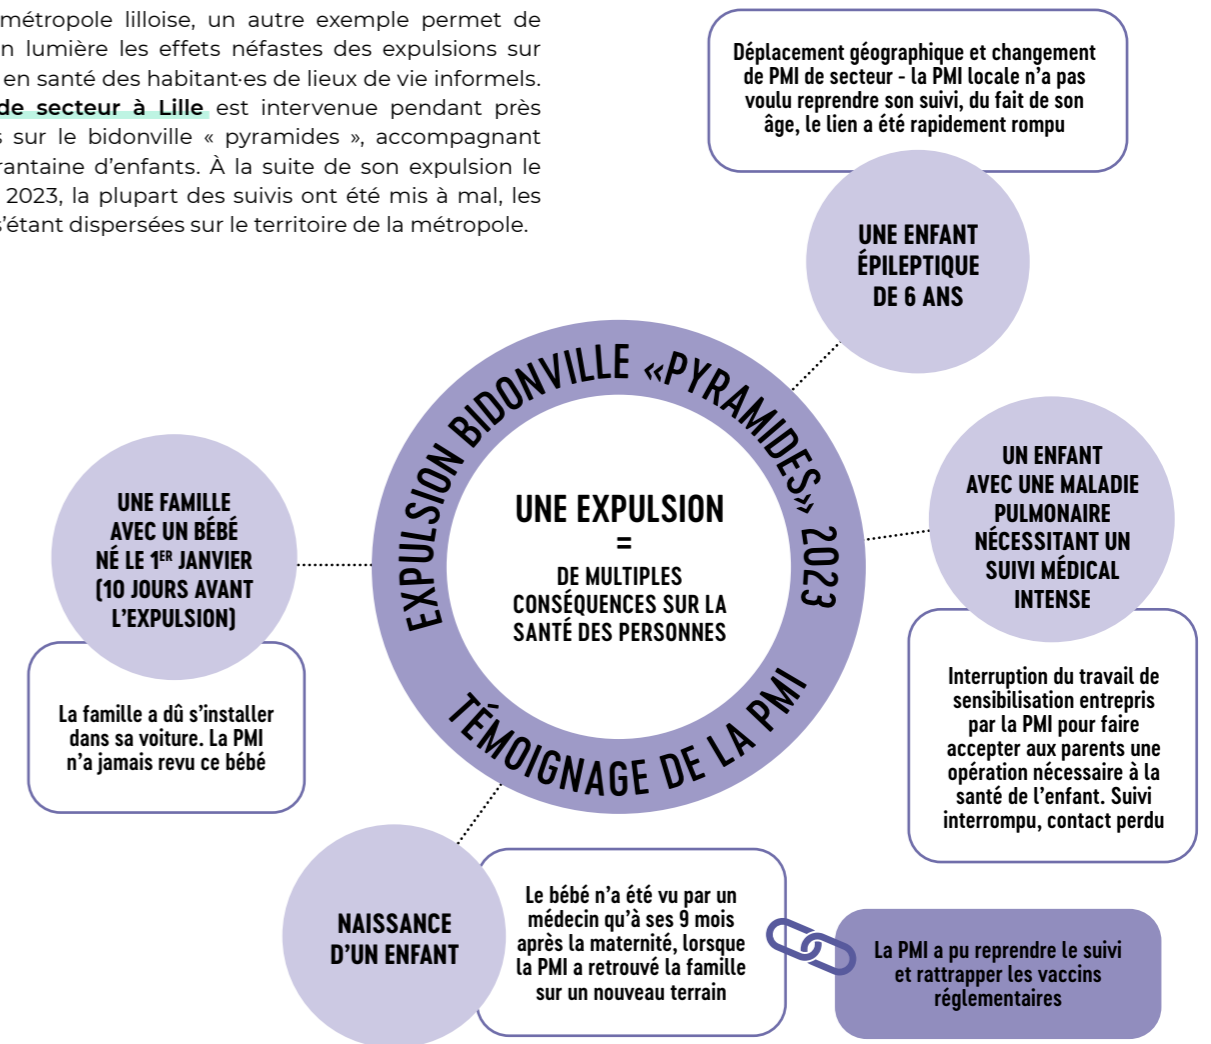 métropole lilloise, un autre exemple permet de
n lumière les effets néfastes des expulsions sur
en santé des habitant·es de lieux de vie informels.
de secteur à Lille est intervenue pendant près
s sur le bidonville « pyramides », accompagnant
rantaine d'enfants. À la suite de son expulsion le
2023, la plupart des suivis ont été mis à mal, les
s'étant dispersées sur le territoire de la métropole.
Déplacement géographique et changement
de PMI de secteur - la PMI locale n'a pas
voulu reprendre son suivi, du fait de son
âge, le lien a été rapidement rompu
UNE ENFANT
ÉPILEPTIQUE
DE 6 ANS
EXPULSION BIDONVILLE «PYRAMIDES» 2023
UNE EXPULSION
=
DE MULTIPLES
CONSÉQUENCES SUR LA
SANTÉ DES PERSONNES
TÉMOIGNAGE DE LA PMI
UN ENFANT
AVEC UNE MALADIE
PULMONAIRE
NÉCESSITANT UN
SUIVI MÉDICAL
INTENSE
Interruption du travail de
sensibilisation entrepris
par la PMI pour faire
accepter aux parents une
opération nécessaire à la
santé de l'enfant. Suivi
interrompu, contact perdu
UNE FAMILLE
AVEC UN BÉBÉ
NÉ LE 1ER JANVIER
(10 JOURS AVANT
L'EXPULSION)
La famille a dû s'installer
dans sa voiture. La PMI
n'a jamais revu ce bébé
NAISSANCE
D'UN ENFANT
Le bébé n'a été vu par un
médecin qu'à ses 9 mois
après la maternité, lorsque
la PMI a retrouvé la famille
sur un nouveau terrain
La PMI a pu reprendre le suivi
et rattrapper les vaccins
réglementaires